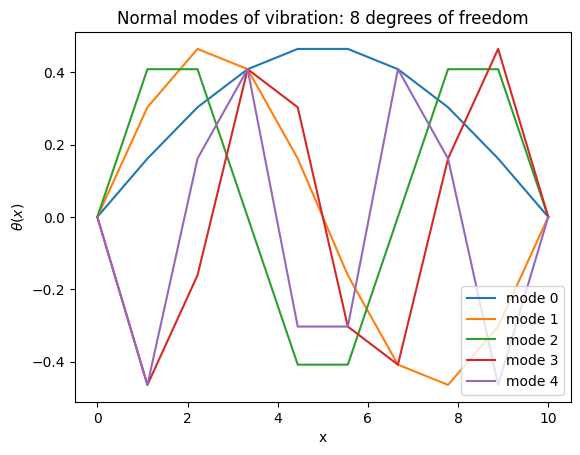 Normal modes of vibration: 8 degrees of freedom
0.4
0.2
0.0
−0.2
−0.4
θ(x)
0 2 4 6 8 10
x
mode 0
mode 1
mode 2
mode 3
mode 4